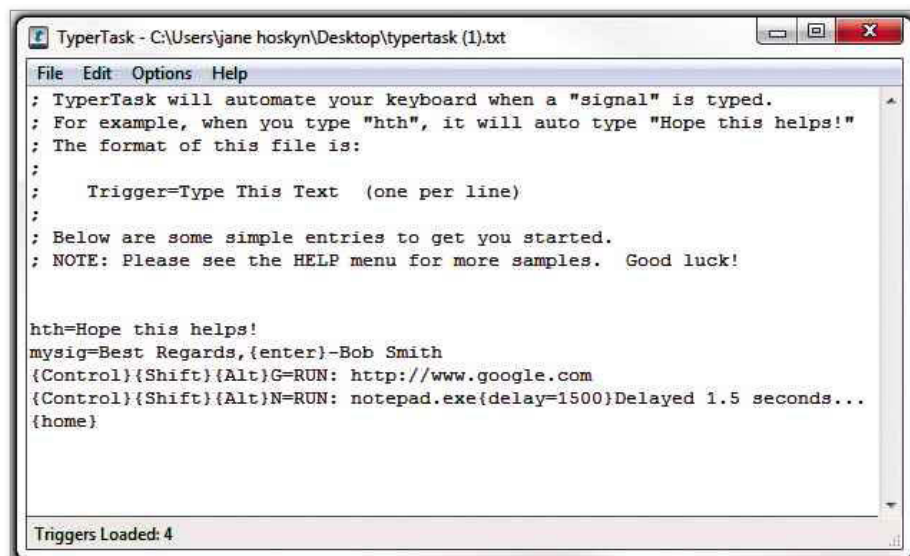 TyperTask - C:\Users\jane hoskyn\Desktop\typertask (1).txt
File Edit Options Help
; TyperTask will automate your keyboard when a "signal" is typed.
; For example, when you type "hth", it will auto type "Hope this helps!"
; The format of this file is:
;
;    Trigger=Type This Text  (one per line)
;
; Below are some simple entries to get you started.
; NOTE: Please see the HELP menu for more samples.  Good luck!
hth=Hope this helps!
mysig=Best Regards,{enter}-Bob Smith
{Control}{Shift}{Alt}G=RUN: http://www.google.com
{Control}{Shift}{Alt}N=RUN: notepad.exe{delay=1500}Delayed 1.5 seconds...
{home}
Triggers Loaded: 4